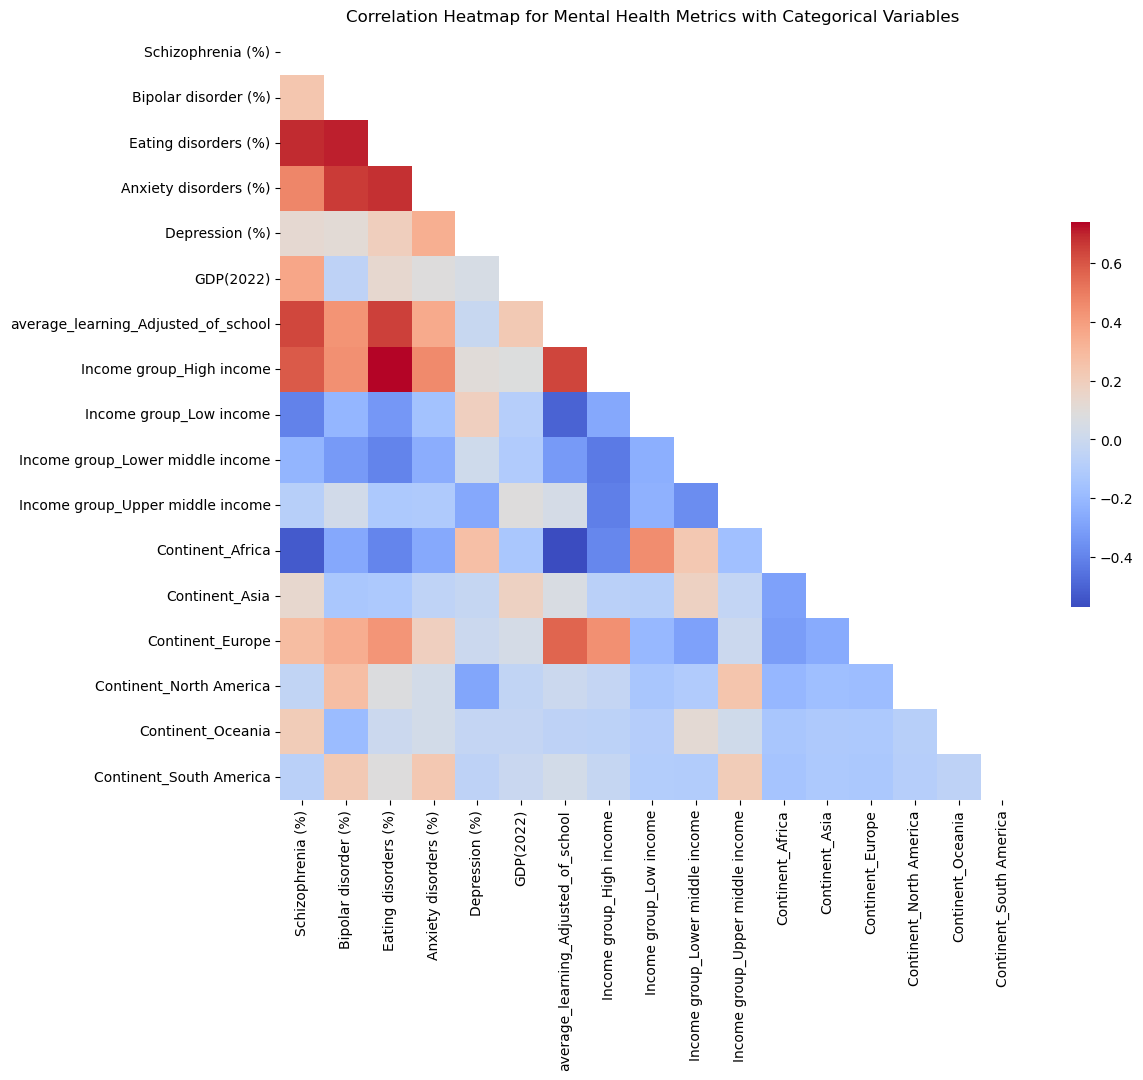 Correlation Heatmap for Mental Health Metrics with Categorical Variables
Schizophrenia (%)
Bipolar disorder (%)
Eating disorders (%)
Anxiety disorders (%)
Depression (%)
GDP(2022)
average_learning_Adjusted_of_school
Income group_High income
Income group_Low income
Income group_Lower middle income
Income group_Upper middle income
Continent_Africa
Continent_Asia
Continent_Europe
Continent_North America
Continent_Oceania
Continent_South America
Schizophrenia (%)
Bipolar disorder (%)
Eating disorders (%)
Anxiety disorders (%)
Depression (%)
GDP(2022)
average_learning_Adjusted_of_school
Income group_High income
Income group_Low income
Income group_Lower middle income
Income group_Upper middle income
Continent_Africa
Continent_Asia
Continent_Europe
Continent_North America
Continent_Oceania
Continent_South America
0.6
0.4
0.2
0.0
−0.2
−0.4